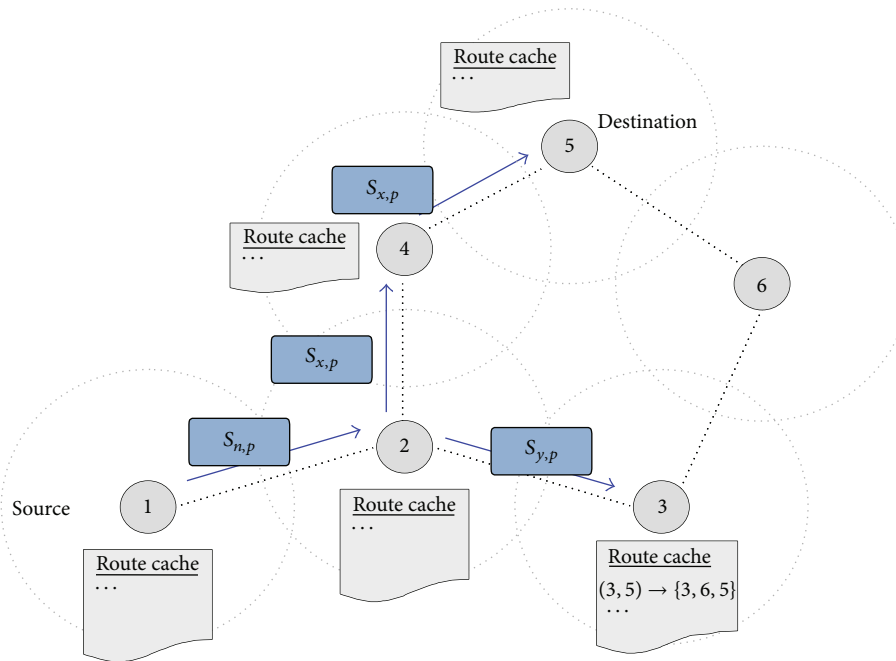 Route cache
...
Destination
5
S_{x,p}
Route cache
...
4
6
S_{x,p}
S_{n,p}
2
S_{y,p}
Source
1
3
Route cache
...
Route cache
...
Route cache
(3, 5) → {3, 6, 5}
...